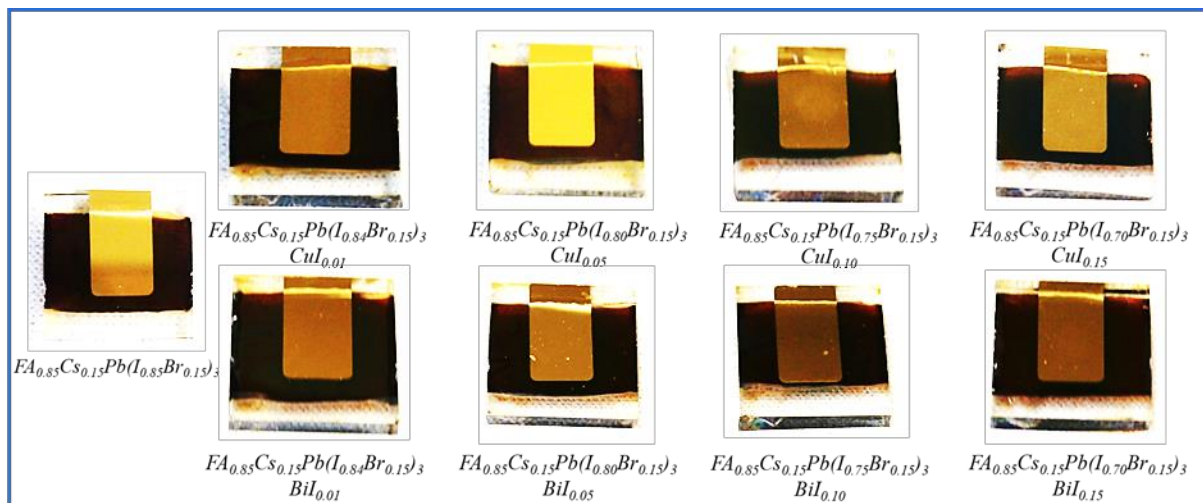 FA0.85Cs0.15Pb(I0.84Br0.15)3
CuI0.01
FA0.85Cs0.15Pb(I0.80Br0.15)3
CuI0.05
FA0.85Cs0.15Pb(I0.75Br0.15)3
CuI0.10
FA0.85Cs0.15Pb(I0.70Br0.15)3
CuI0.15
FA0.85Cs0.15Pb(I0.85Br0.15)3
FA0.85Cs0.15Pb(I0.84Br0.15)3
BiI0.01
FA0.85Cs0.15Pb(I0.80Br0.15)3
BiI0.05
FA0.85Cs0.15Pb(I0.75Br0.15)3
BiI0.10
FA0.85Cs0.15Pb(I0.70Br0.15)3
BiI0.15